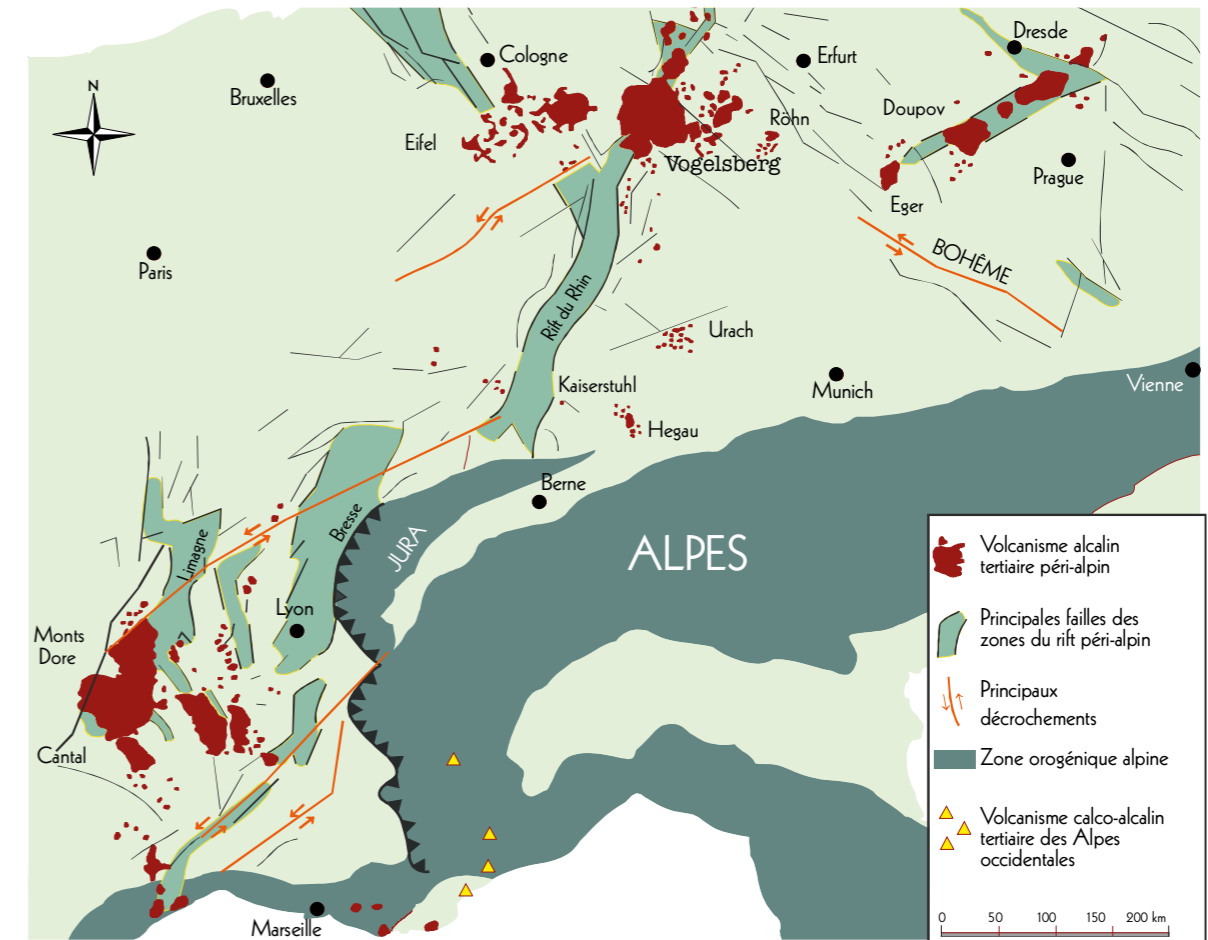 N
Bruxelles
Cologne
Erfurt
Dresde
Eifel
Vogelsberg
Röhn
Doupov
Prague
Eger
BOHÊME
Paris
Rift du Rhin
Urach
Kaiserstuhl
Hegau
Munich
Vienne
Berne
JURA
ALPES
Bresse
Limagne
Lyon
Monts
Dore
Cantal
Marseille
Volcanisme alcalin
tertiaire péri-alpin
Principales failles des
zones du rift péri-alpin
Principaux
décrochements
Zone orogénique alpine
Volcanisme calco-alcalin
tertiaire des Alpes
occidentales
0 50 100 150 200 km